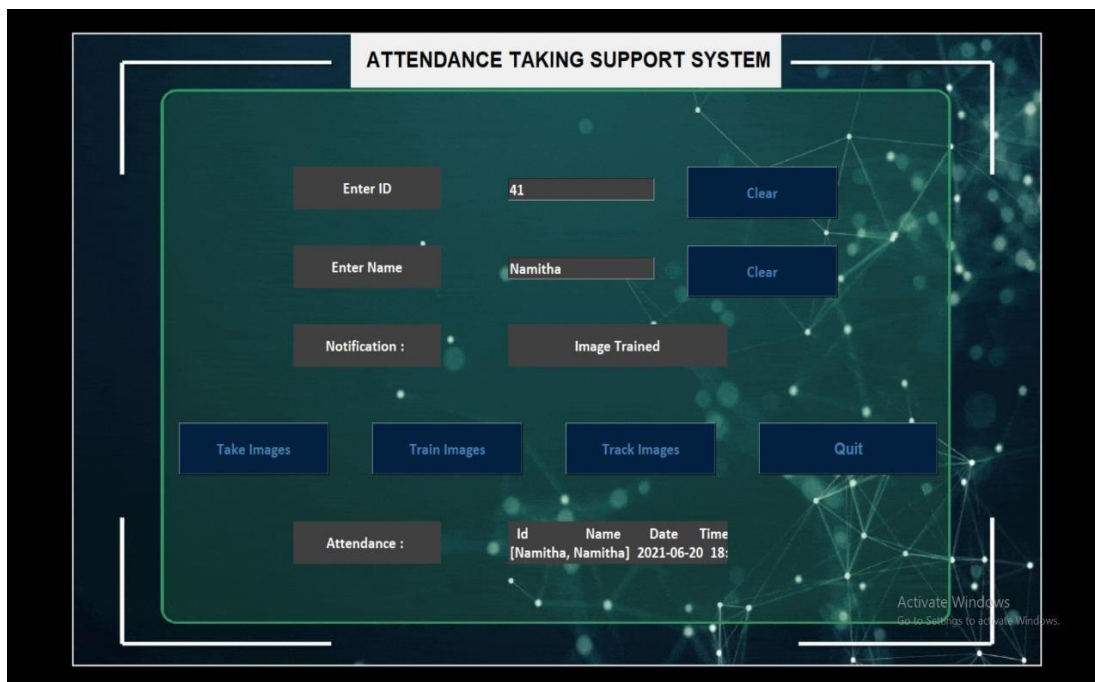 ATTENDANCE TAKING SUPPORT SYSTEM
Enter ID
41
Clear
Enter Name
Namitha
Clear
Notification :
Image Trained
Take Images
Train Images
Track Images
Quit
Attendance :
Id Name Date Time
[Namitha, Namitha] 2021-06-20 18:
Activate Windows
Go to Settings to activate Windows.